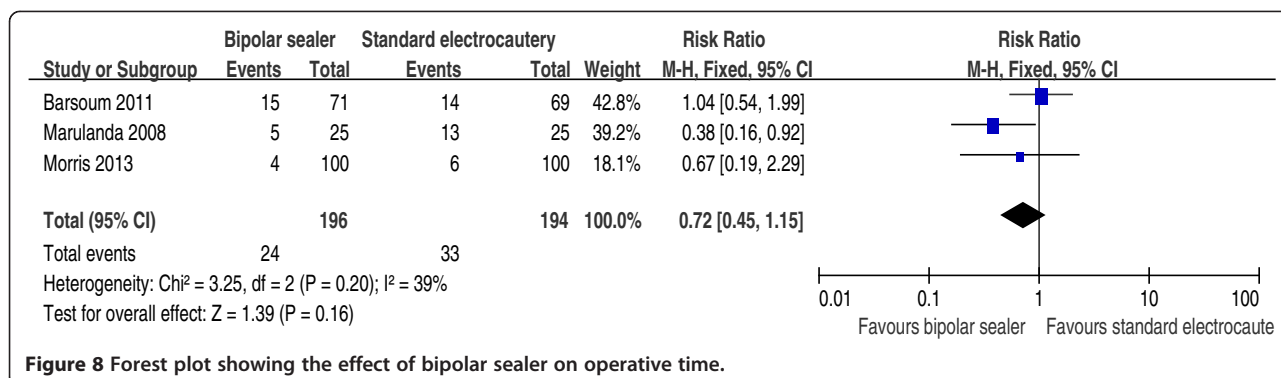 Bipolar sealer Standard electrocautery Risk Ratio Risk Ratio
Study or Subgroup Events Total Events Total Weight M-H, Fixed, 95% CI M-H, Fixed, 95% CI
Barsoum 2011 15 71 14 69 42.8% 1.04 [0.54, 1.99]
Marulanda 2008 5 25 13 25 39.2% 0.38 [0.16, 0.92]
Morris 2013 4 100 6 100 18.1% 0.67 [0.19, 2.29]
Total (95% CI) 196 194 100.0% 0.72 [0.45, 1.15]
Total events 24 33
Heterogeneity: Chi² = 3.25, df = 2 (P = 0.20); I² = 39%
Test for overall effect: Z = 1.39 (P = 0.16)
0.01 0.1 1 10 100
Favours bipolar sealer Favours standard electrocaute
Figure 8 Forest plot showing the effect of bipolar sealer on operative time.